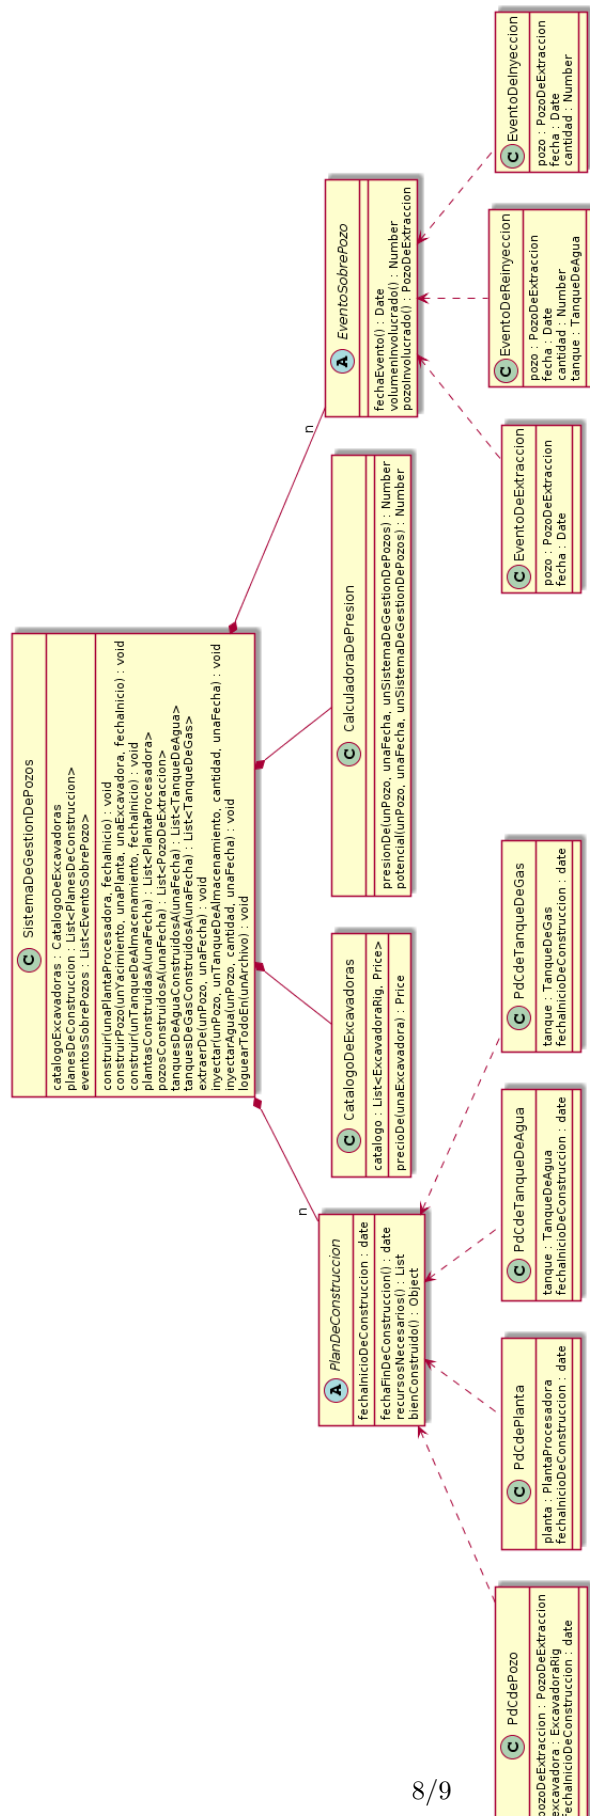 C SistemaDeGestionDePozos
catalogoExcavadoras : CatalogoDeExcavadoras
planesDeConstruccion : List<PlanesDeConstruccion>
eventosSobrePozos : List<EventoSobrePozo>
construir(unaPlantaProcesadora, fechaInicio) : void
construirPozo(unYacimiento, unaPlanta, unaExcavadora, fechaInicio) : void
construir(unTanqueDeAlmacenamiento, fechaInicio) : void
plantasConstruidasA(unaFecha) : List<PlantaProcesadora>
pozosConstruidosA(unaFecha) : List<PozoDeExtraccion>
tanquesDeAguaConstruidosA(unaFecha) : List<TanqueDeAgua>
tanquesDeGasConstruidosA(unaFecha) : List<TanqueDeGas>
extraerDe(unPozo, unaFecha) : void
inyectar(unPozo, unTanqueDeAlmacenamiento, cantidad, unaFecha) : void
inyectarAgua(unPozo, cantidad, unaFecha) : void
loguearTodoEn(unArchivo) : void
n
n
A PlanDeConstruccion
fechaInicioDeConstruccion : date
fechaFinDeConstruccion() : date
recursosNecesarios() : List
bienConstruido() : Object
C CatalogoDeExcavadoras
catalogo : List<ExcavadoraRig, Price>
precioDe(unaExcavadora) : Price
C CalculadoraDePresion
presionDe(unPozo, unaFecha, unSistemaDeGestionDePozos) : Number
potencial(unPozo, unaFecha, unSistemaDeGestionDePozos) : Number
A EventoSobrePozo
fechaEvento() : Date
volumenInvolucrado() : Number
pozoInvolucrado() : PozoDeExtraccion
C PdCdePozo
pozoDeExtraccion : PozoDeExtraccion
excavadora : ExcavadoraRig
fechaInicioDeConstruccion : date
C PdCdePlanta
planta : PlantaProcesadora
fechaInicioDeConstruccion : date
C PdCdeTanqueDeAgua
tanque : TanqueDeAgua
fechaInicioDeConstruccion : date
C PdCdeTanqueDeGas
tanque : TanqueDeGas
fechaInicioDeConstruccion : date
C EventoDeExtraccion
pozo : PozoDeExtraccion
fecha : Date
C EventoDeReInyeccion
pozo : PozoDeExtraccion
fecha : Date
cantidad : Number
tanque : TanqueDeAgua
C EventoDeInyeccion
pozo : PozoDeExtraccion
fecha : Date
cantidad : Number
8/9